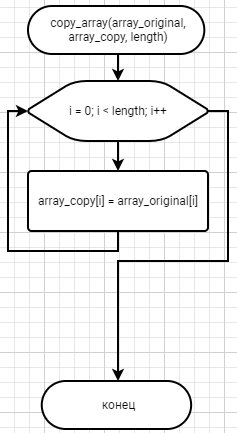 copy_array(array_original,
array_copy, length)
i = 0; i < length; i++
array_copy[i] = array_original[i]
конец